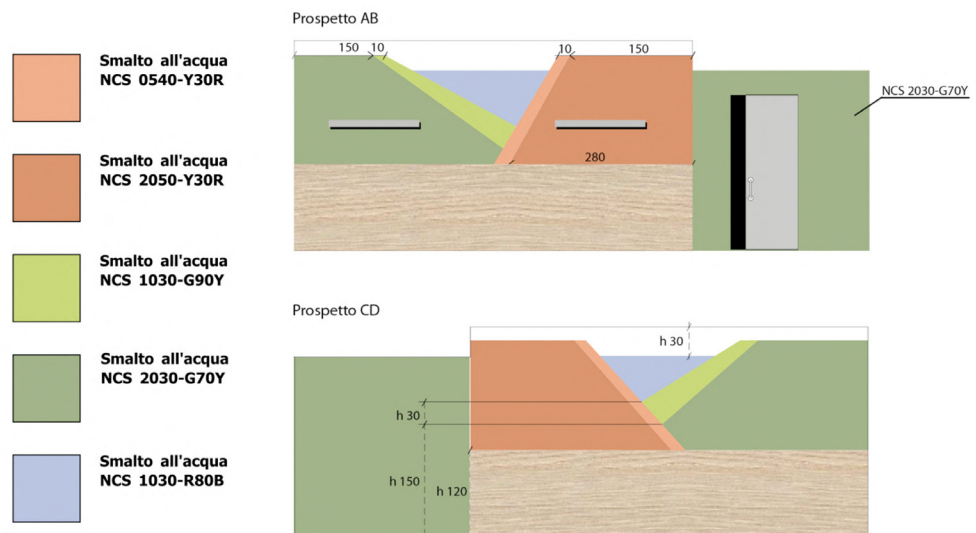 Smalto all'acqua
NCS 0540-Y30R
Smalto all'acqua
NCS 2050-Y30R
Smalto all'acqua
NCS 1030-G90Y
Smalto all'acqua
NCS 2030-G70Y
Smalto all'acqua
NCS 1030-R80B
Prospetto AB
150 10 10 150
NCS 2030-G70Y
280
Prospetto CD
h 30
h 30
h 150 h 120